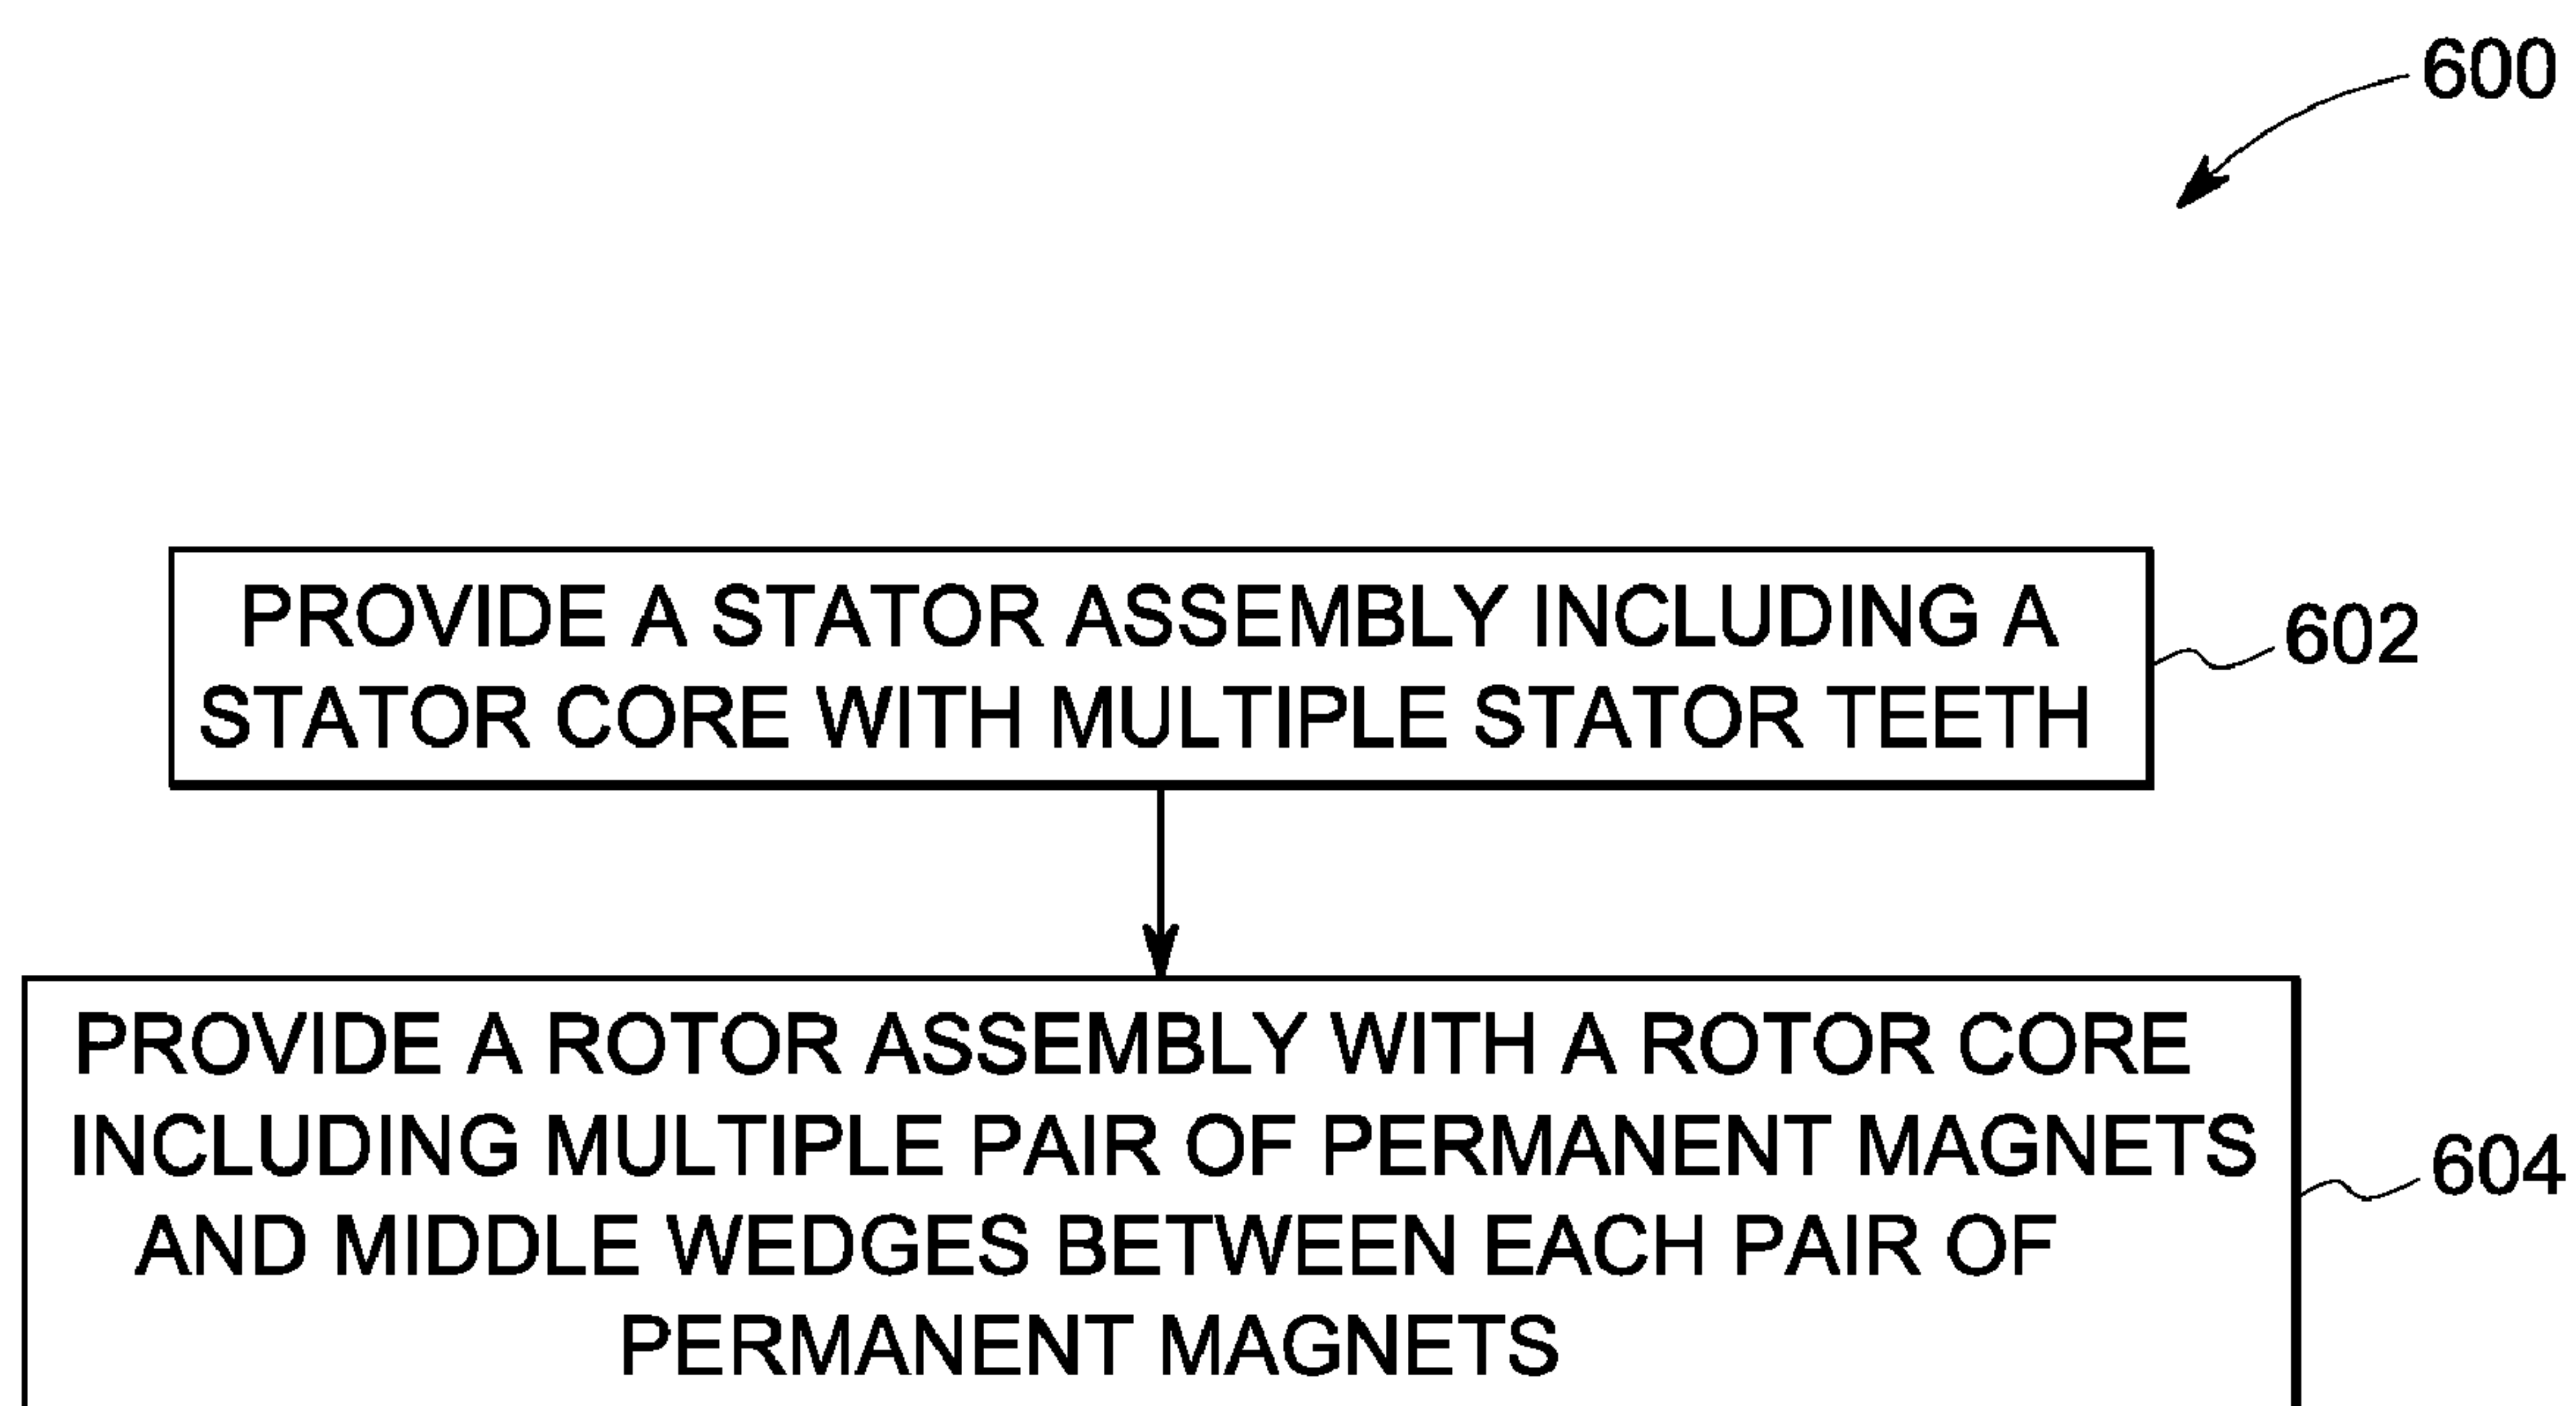 600
PROVIDE A STATOR ASSEMBLY INCLUDING A
STATOR CORE WITH MULTIPLE STATOR TEETH
602
PROVIDE A ROTOR ASSEMBLY WITH A ROTOR CORE
INCLUDING MULTIPLE PAIR OF PERMANENT MAGNETS
AND MIDDLE WEDGES BETWEEN EACH PAIR OF
PERMANENT MAGNETS
604